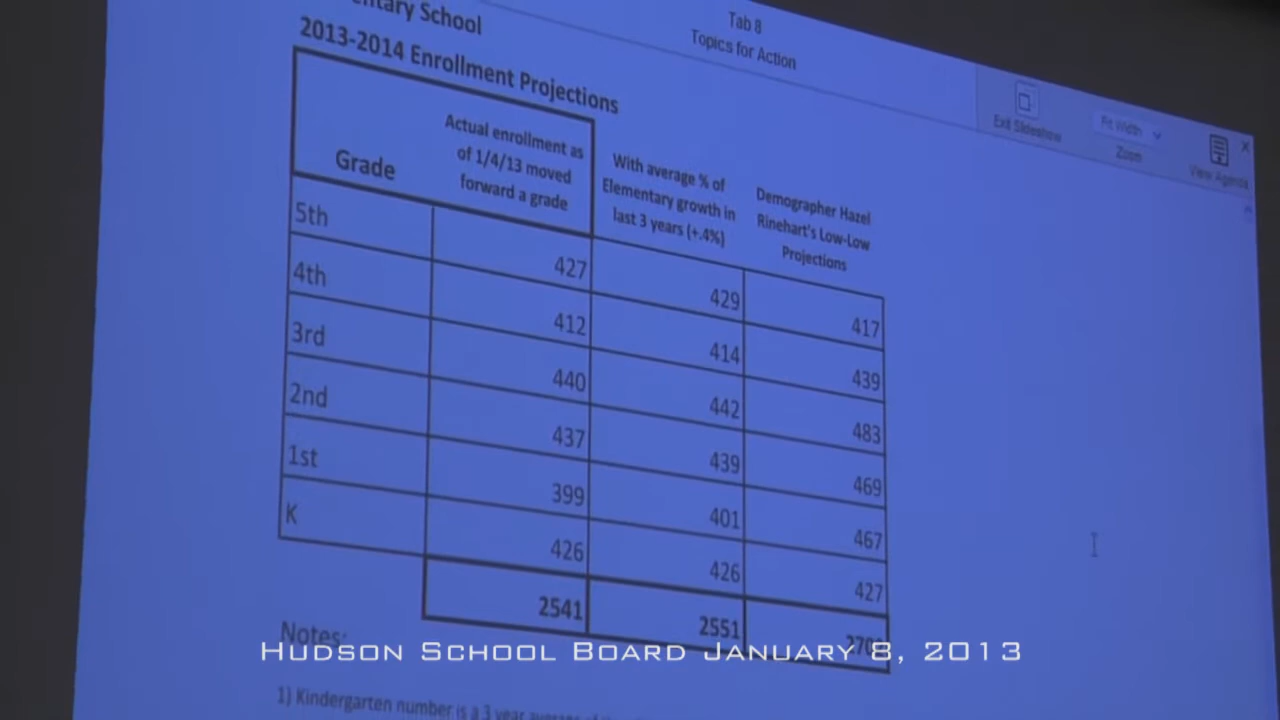 Tab 8
Topics for Action
School
2013-2014 Enrollment Projections
Exit Slideshow
Fit Width
Zoom
View Agenda
Grade
Actual enrollment as
of 1/4/13 moved
forward a grade
With average % of
Elementary growth in
last 3 years (+.4%)
Demographer Hazel
Rinehart's Low-Low
Projections
5th 427 429 417
4th 412 414 439
3rd 440 442 483
2nd 437 439 469
1st 399 401 467
K 426 426 427
2541 2551
Notes:
HUDSON SCHOOL BOARD JANUARY 8, 2013
1) Kindergarten number is a 3 year average of